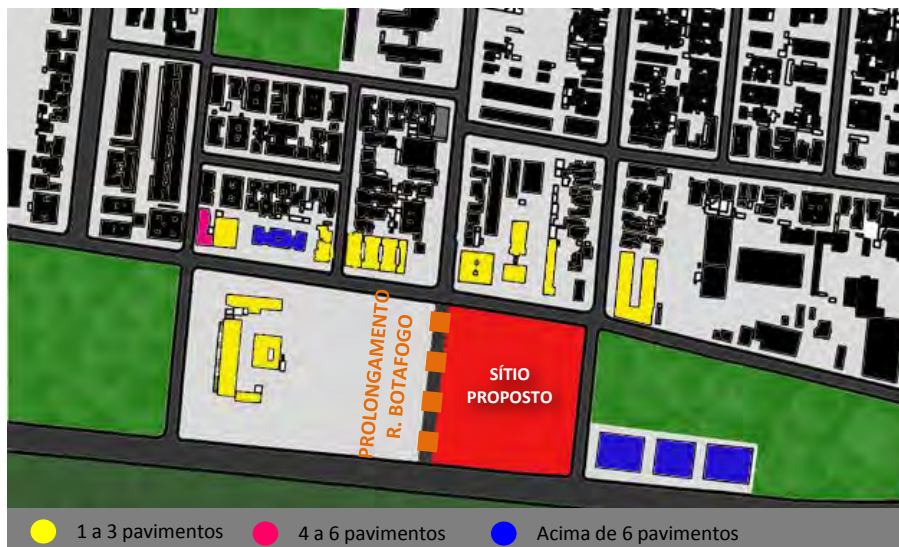 PROLONGAMENTO
R. BOTAFOGO
SÍTIO
PROPOSTO
1 a 3 pavimentos
4 a 6 pavimentos
Acima de 6 pavimentos